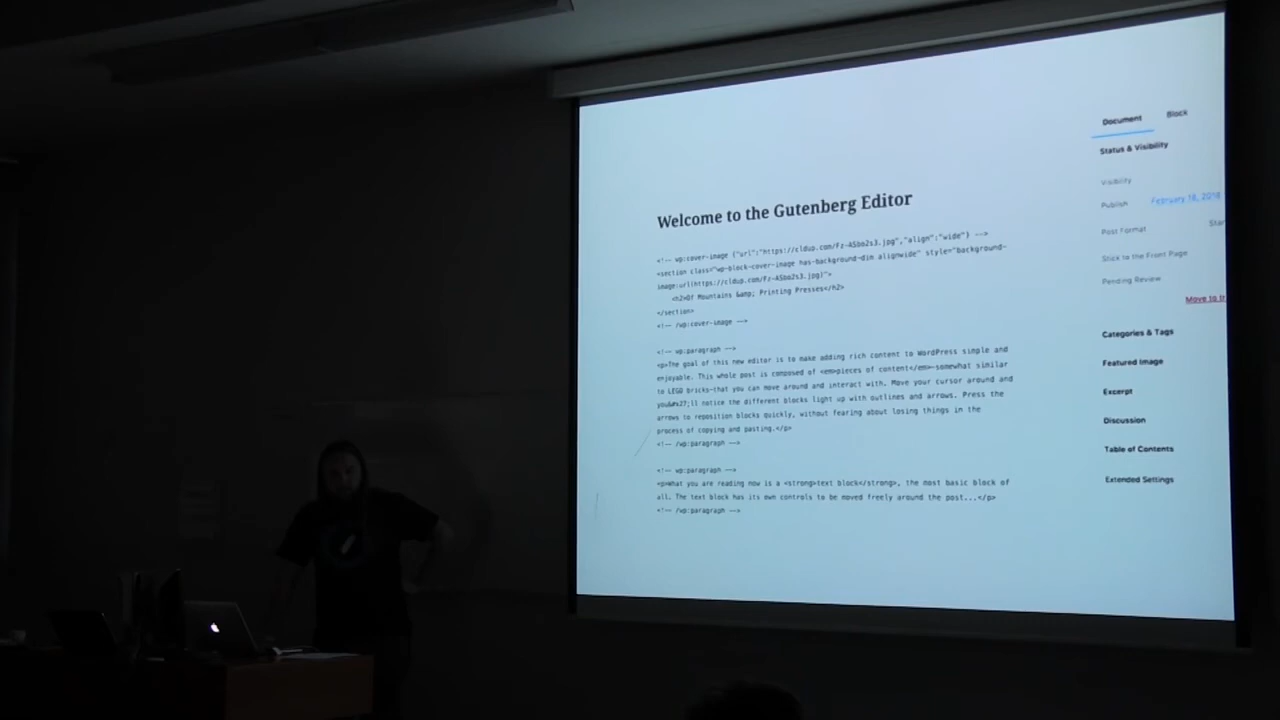 Welcome to the Gutenberg Editor
<!-- wp:cover-image {"url":"https://cldup.com/Fz-ASbo2s3.jpg","align":"wide"} -->
<section class="wp-block-cover-image has-background-dim alignwide" style="background-
image:url(https://cldup.com/Fz-ASbo2s3.jpg)">
<h2>Of Mountains &amp; Printing Presses</h2>
</section>
<!-- /wp:cover-image -->
<!-- wp:paragraph -->
<p>The goal of this new editor is to make adding rich content to WordPress simple and
enjoyable. This whole post is composed of <em>pieces of content</em>—somewhat similar
to LEGO bricks—that you can move around and interact with. Move your cursor around and
you&#x27;ll notice the different blocks light up with outlines and arrows. Press the
arrows to reposition blocks quickly, without fearing about losing things in the
process of copying and pasting.</p>
<!-- /wp:paragraph -->
<!-- wp:paragraph -->
<p>What you are reading now is a <strong>text block</strong>, the most basic block of
all. The text block has its own controls to be moved freely around the post...</p>
<!-- /wp:paragraph -->
Document Block
Status & Visibility
Visibility
Publish February 18, 2018
Post Format Stan
Stick to the Front Page
Pending Review
Move to tr
Categories & Tags
Featured Image
Excerpt
Discussion
Table of Contents
Extended Settings